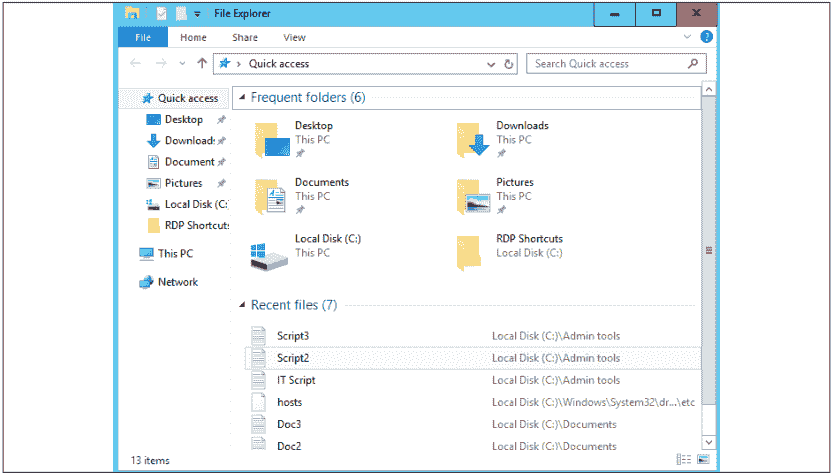 File Explorer
File Home Share View
Quick access Search Quick access
Quick access
Desktop
Downloads
Document
Pictures
Local Disk (C:
RDP Shortcuts
This PC
Network
Frequent folders (6)
Desktop
This PC
Downloads
This PC
Documents
This PC
Pictures
This PC
Local Disk (C:)
This PC
RDP Shortcuts
Local Disk (C:)
Recent files (7)
Script3 Local Disk (C:)\Admin tools
Script2 Local Disk (C:)\Admin tools
IT Script Local Disk (C:)\Admin tools
hosts Local Disk (C:)\Windows\System32\dr...\etc
Doc3 Local Disk (C:)\Documents
Doc2 Local Disk (C:)\Documents
13 items